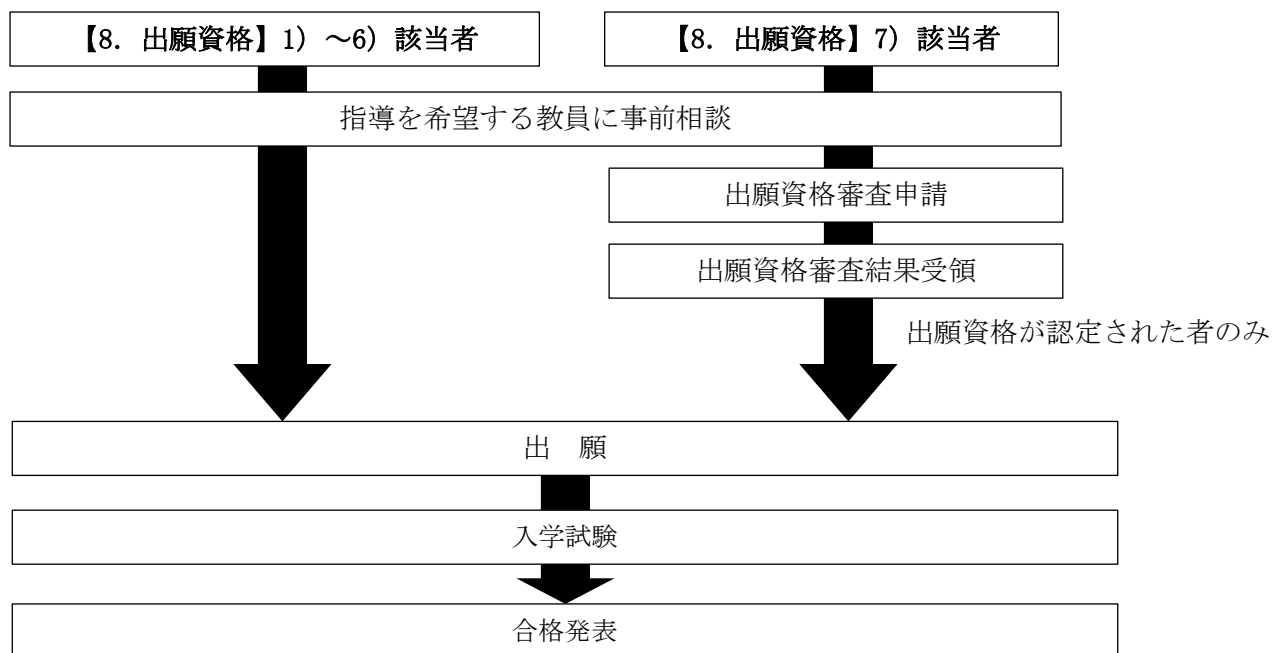 【8．出願資格】1）～6）該当者
【8．出願資格】7）該当者
指導を希望する教員に事前相談
出願資格審査申請
出願資格審査結果受領
出願資格が認定された者のみ
出　願
入学試験
合格発表